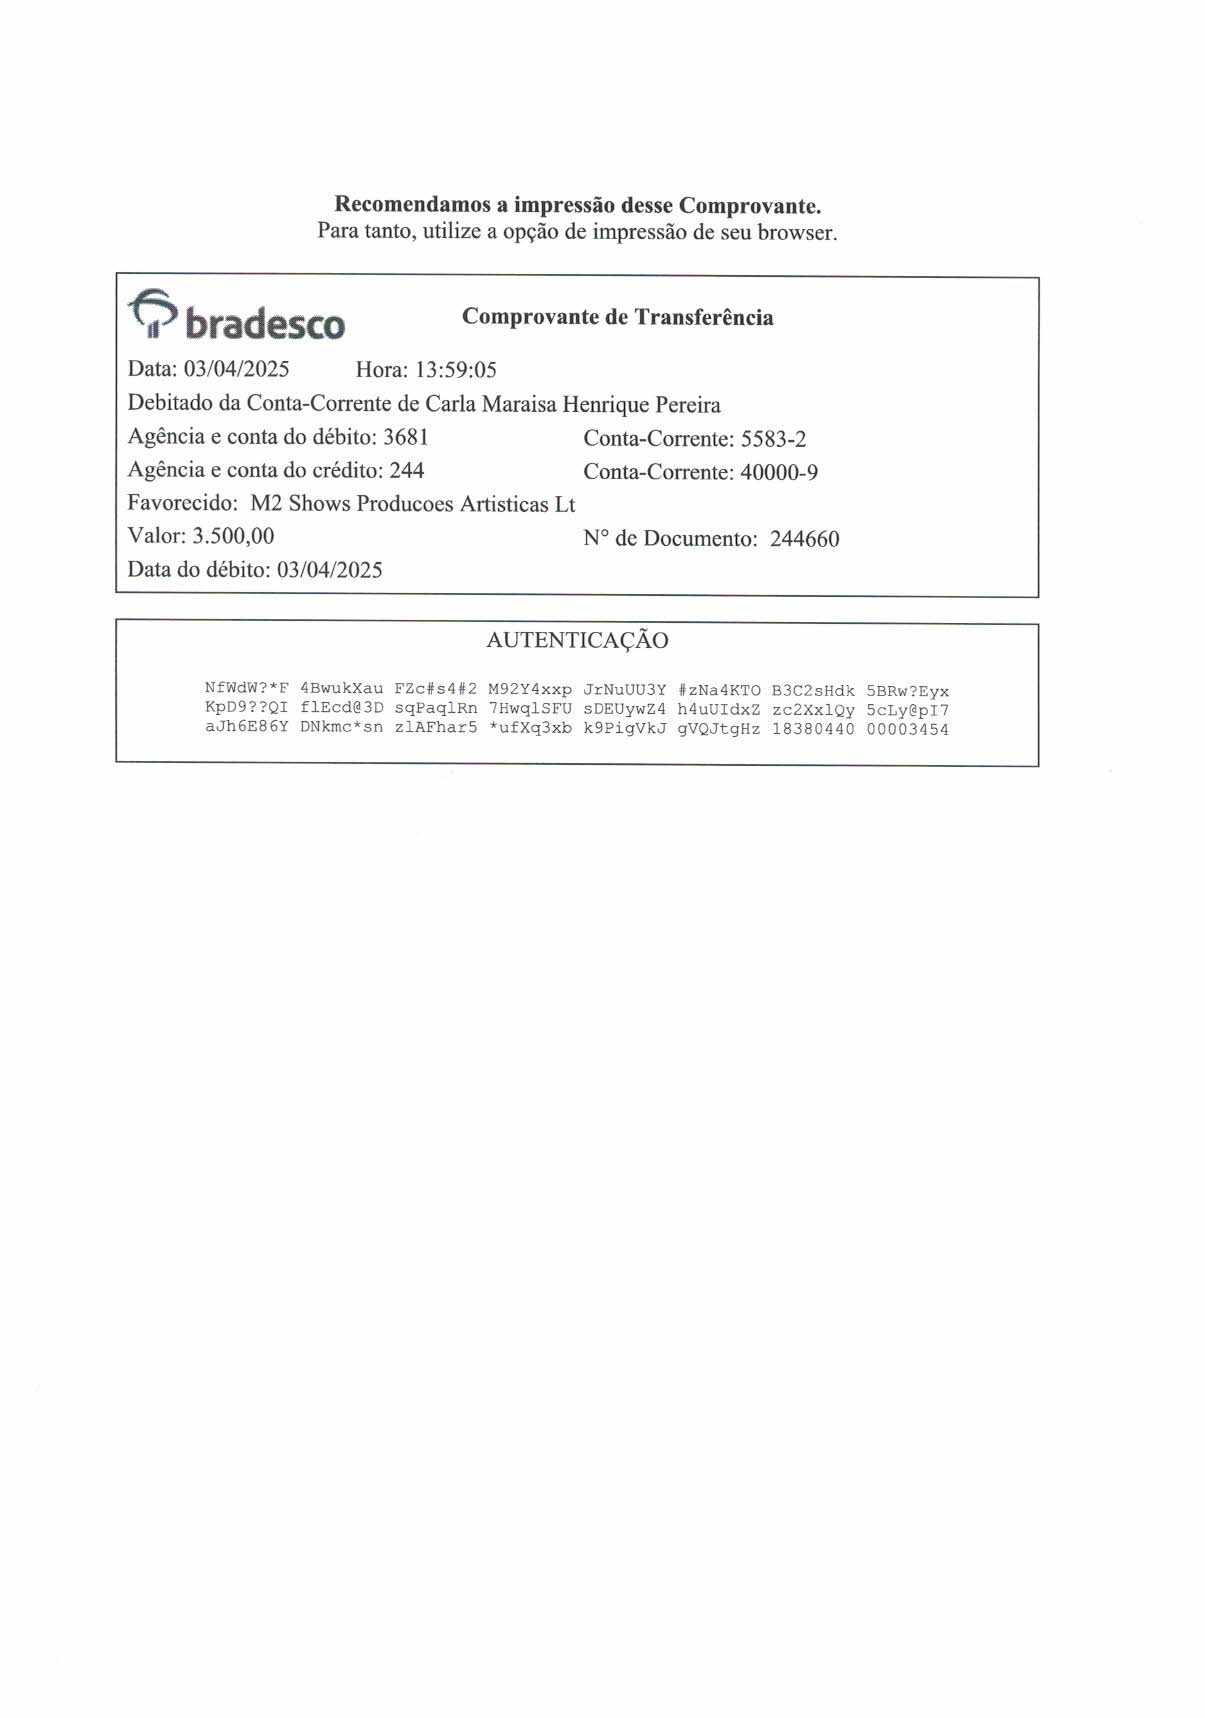 Recomendamos a impressão desse Comprovante.
Para tanto, utilize a opção de impressão de seu browser.
bradesco
Comprovante de Transferência
Data: 03/04/2025 Hora: 13:59:05
Debitado da Conta-Corrente de Carla Maraisa Henrique Pereira
Agência e conta do débito: 3681 Conta-Corrente: 5583-2
Agência e conta do crédito: 244 Conta-Corrente: 40000-9
Favorecido: M2 Shows Producoes Artisticas Lt
Valor: 3.500,00 N° de Documento: 244660
Data do débito: 03/04/2025
AUTENTICAÇÃO
NfWdW?*F 4BwukXau FZc#s4#2 M92Y4xxp JrNuUU3Y #zNa4KTO B3C2sHdk 5BRw?Eyx
KpD9??QI flEcd@3D sqPaqlRn 7HwqlSFU sDEUywZ4 h4uUIdxZ zc2XxlQy 5cLy@pI7
aJh6E86Y DNkmc*sn zlAFhar5 *ufXq3xb k9PigVkJ gVQJtgHz 18380440 00003454